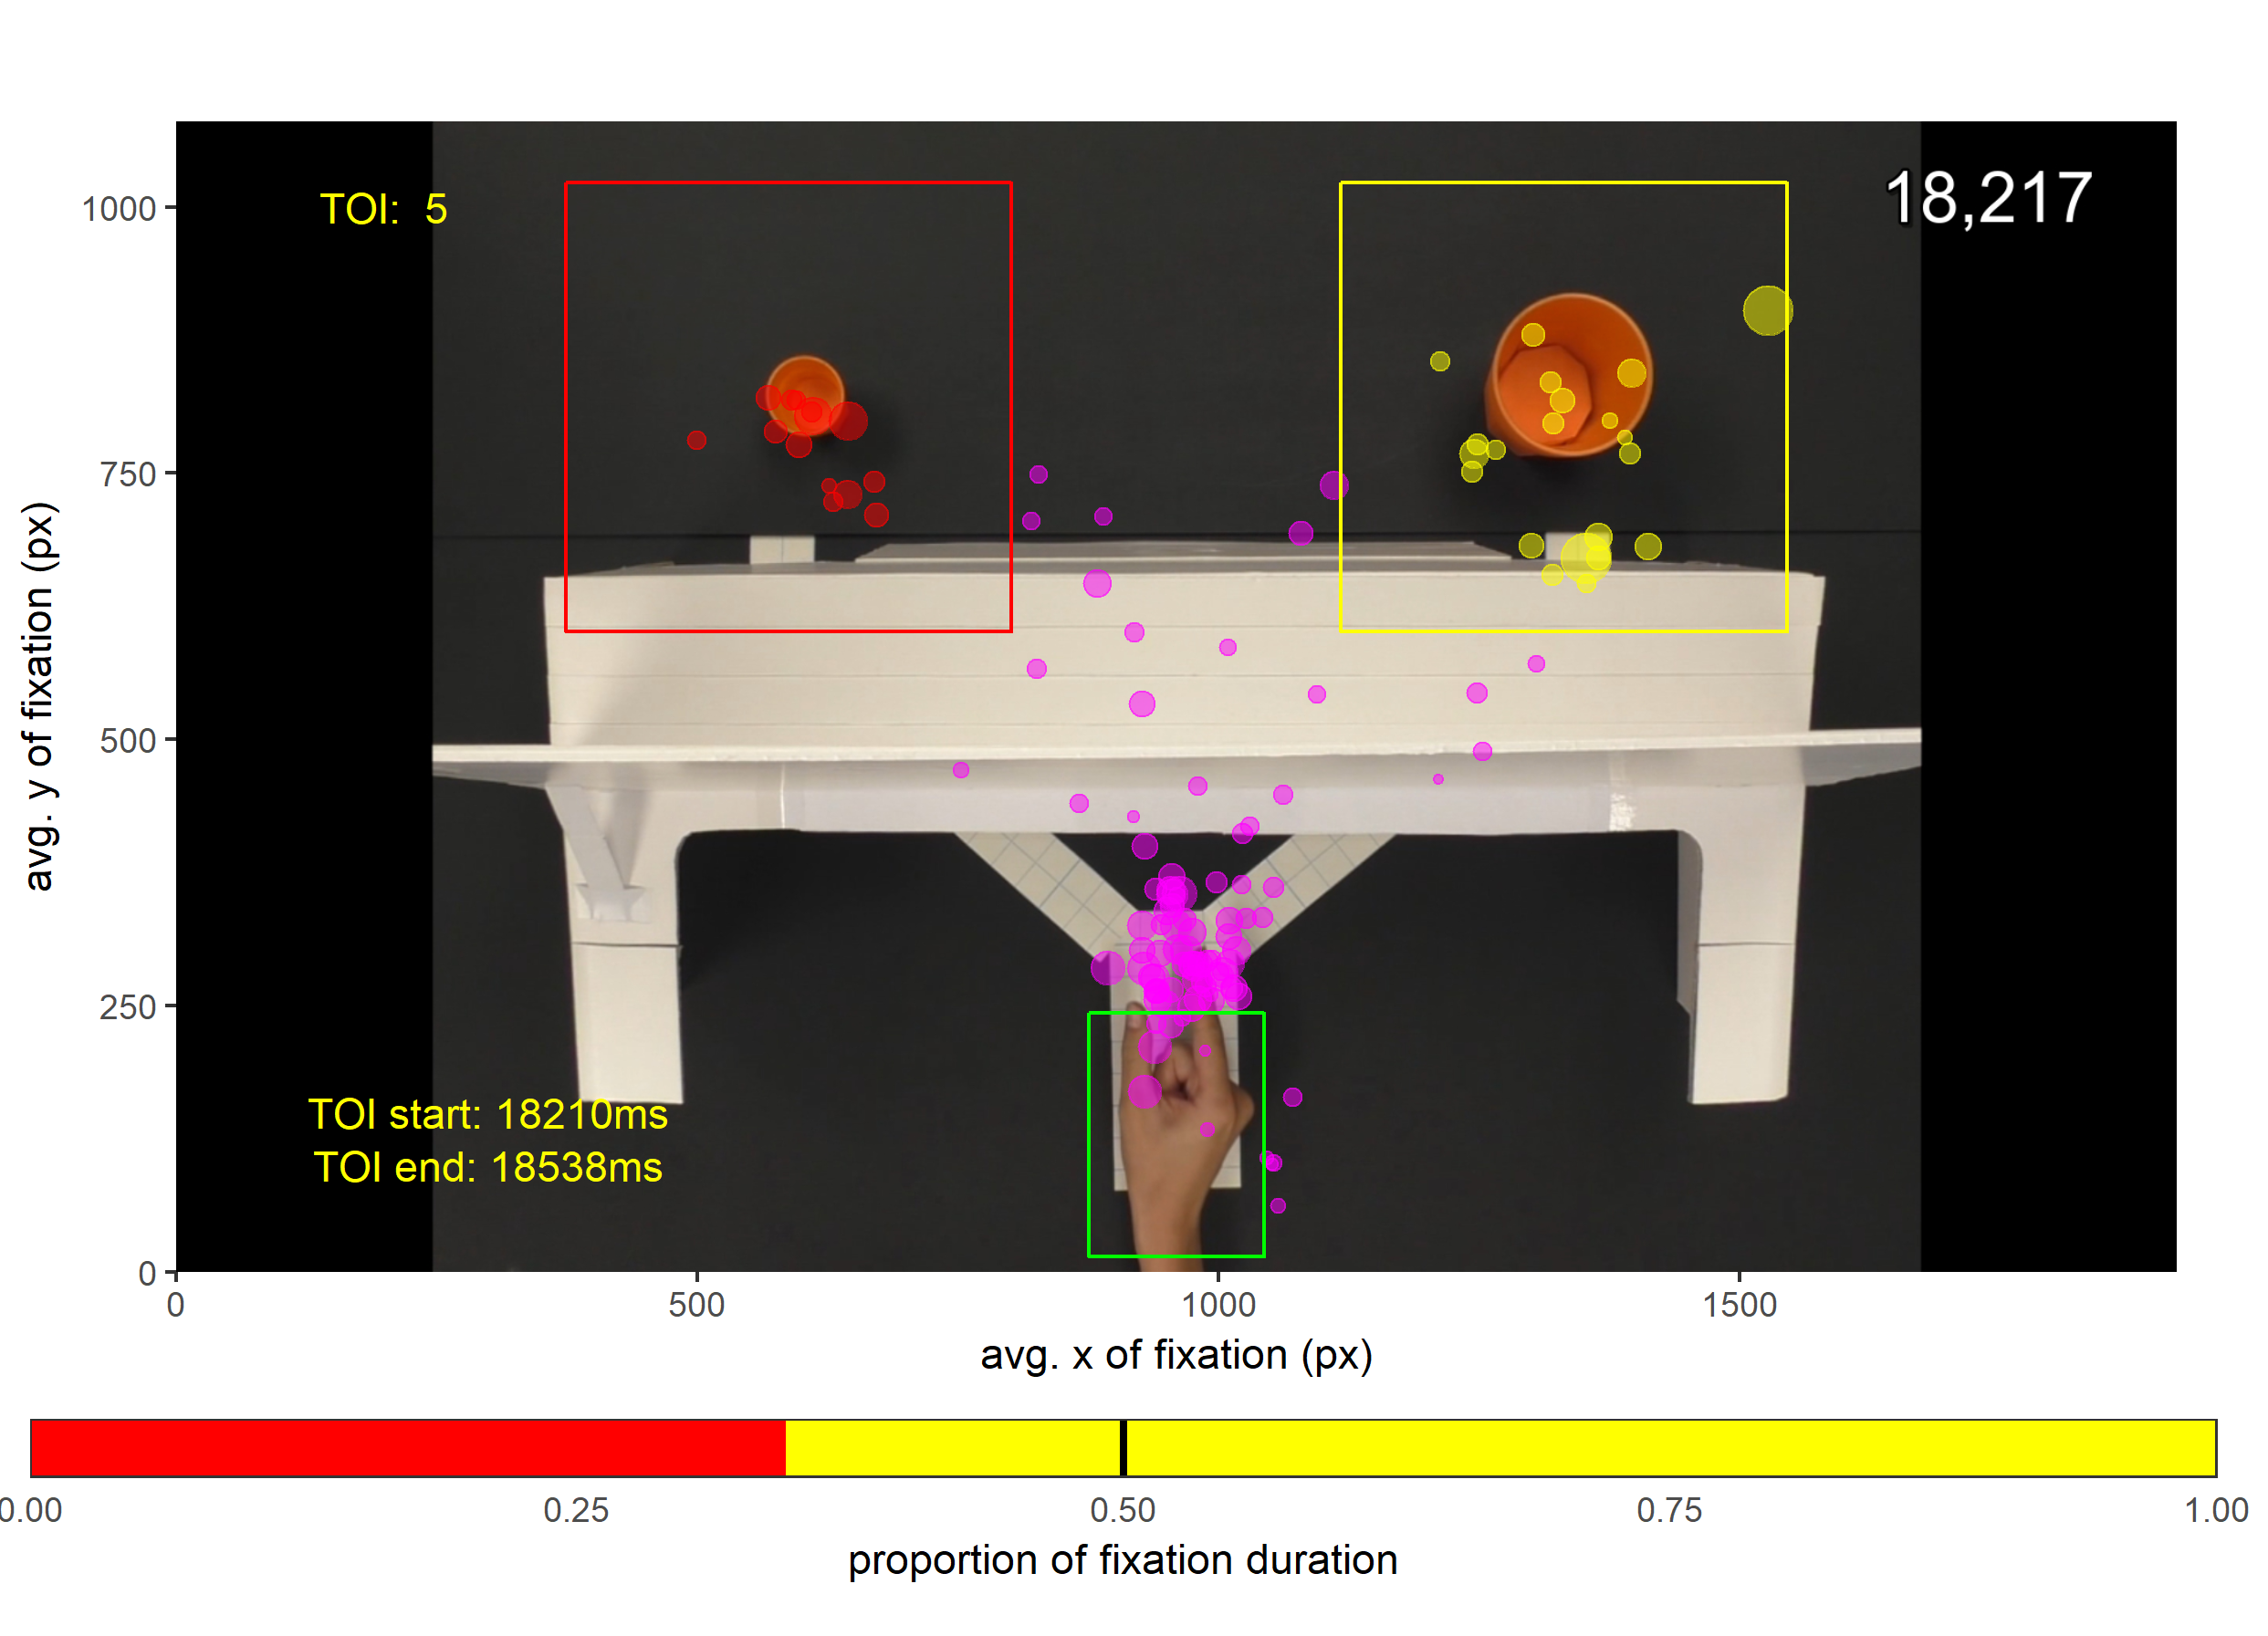 TOI:  5
18,217
1000
750
500
250
0
avg. y of fixation (px)
TOI start: 18210ms
TOI end: 18538ms
0
500
1000
1500
avg. x of fixation (px)
0.00
0.25
0.50
0.75
1.00
proportion of fixation duration